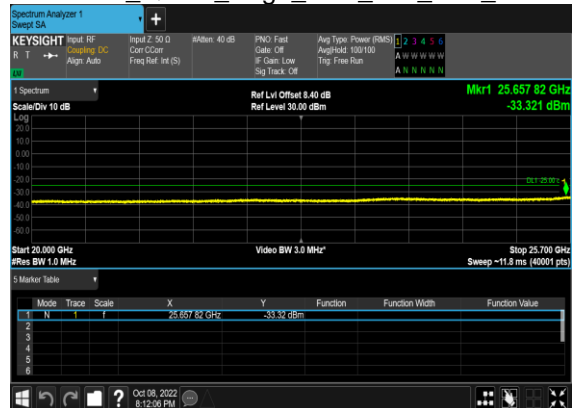 Spectrum Analyzer 1
Swept SA
+
KEYSIGHT Input: RF Input Z: 50 Ω #Atten: 40 dB PNO: Fast Avg Type: Power (RMS) 1 2 3 4 5 6
R T Coupling: DC Corr CCorr Gate: Off Avg|Hold: 100/100 A W W W W W
Align: Auto Freq Ref: Int (S) IF Gain: Low Trig: Free Run A N N N N N
Sig Track: Off
1 Spectrum Ref Lvl Offset 8.40 dB Mkr1 25.657 82 GHz
Scale/Div 10 dB Ref Level 30.00 dBm -33.321 dBm
Log
20.0
10.0
0.00
-10.0
-20.0
DL1 -25.00
-30.0
-40.0
-50.0
-60.0
Start 20.000 GHz Video BW 3.0 MHz* Stop 25.700 GHz
#Res BW 1.0 MHz Sweep ~11.8 ms (40001 pts)
5 Marker Table
Mode Trace Scale X Y Function Function Width Function Value
1 N 1 f 25.657 82 GHz -33.32 dBm
2
3
4
5
6
? Oct 08, 2022
8:12:06 PM